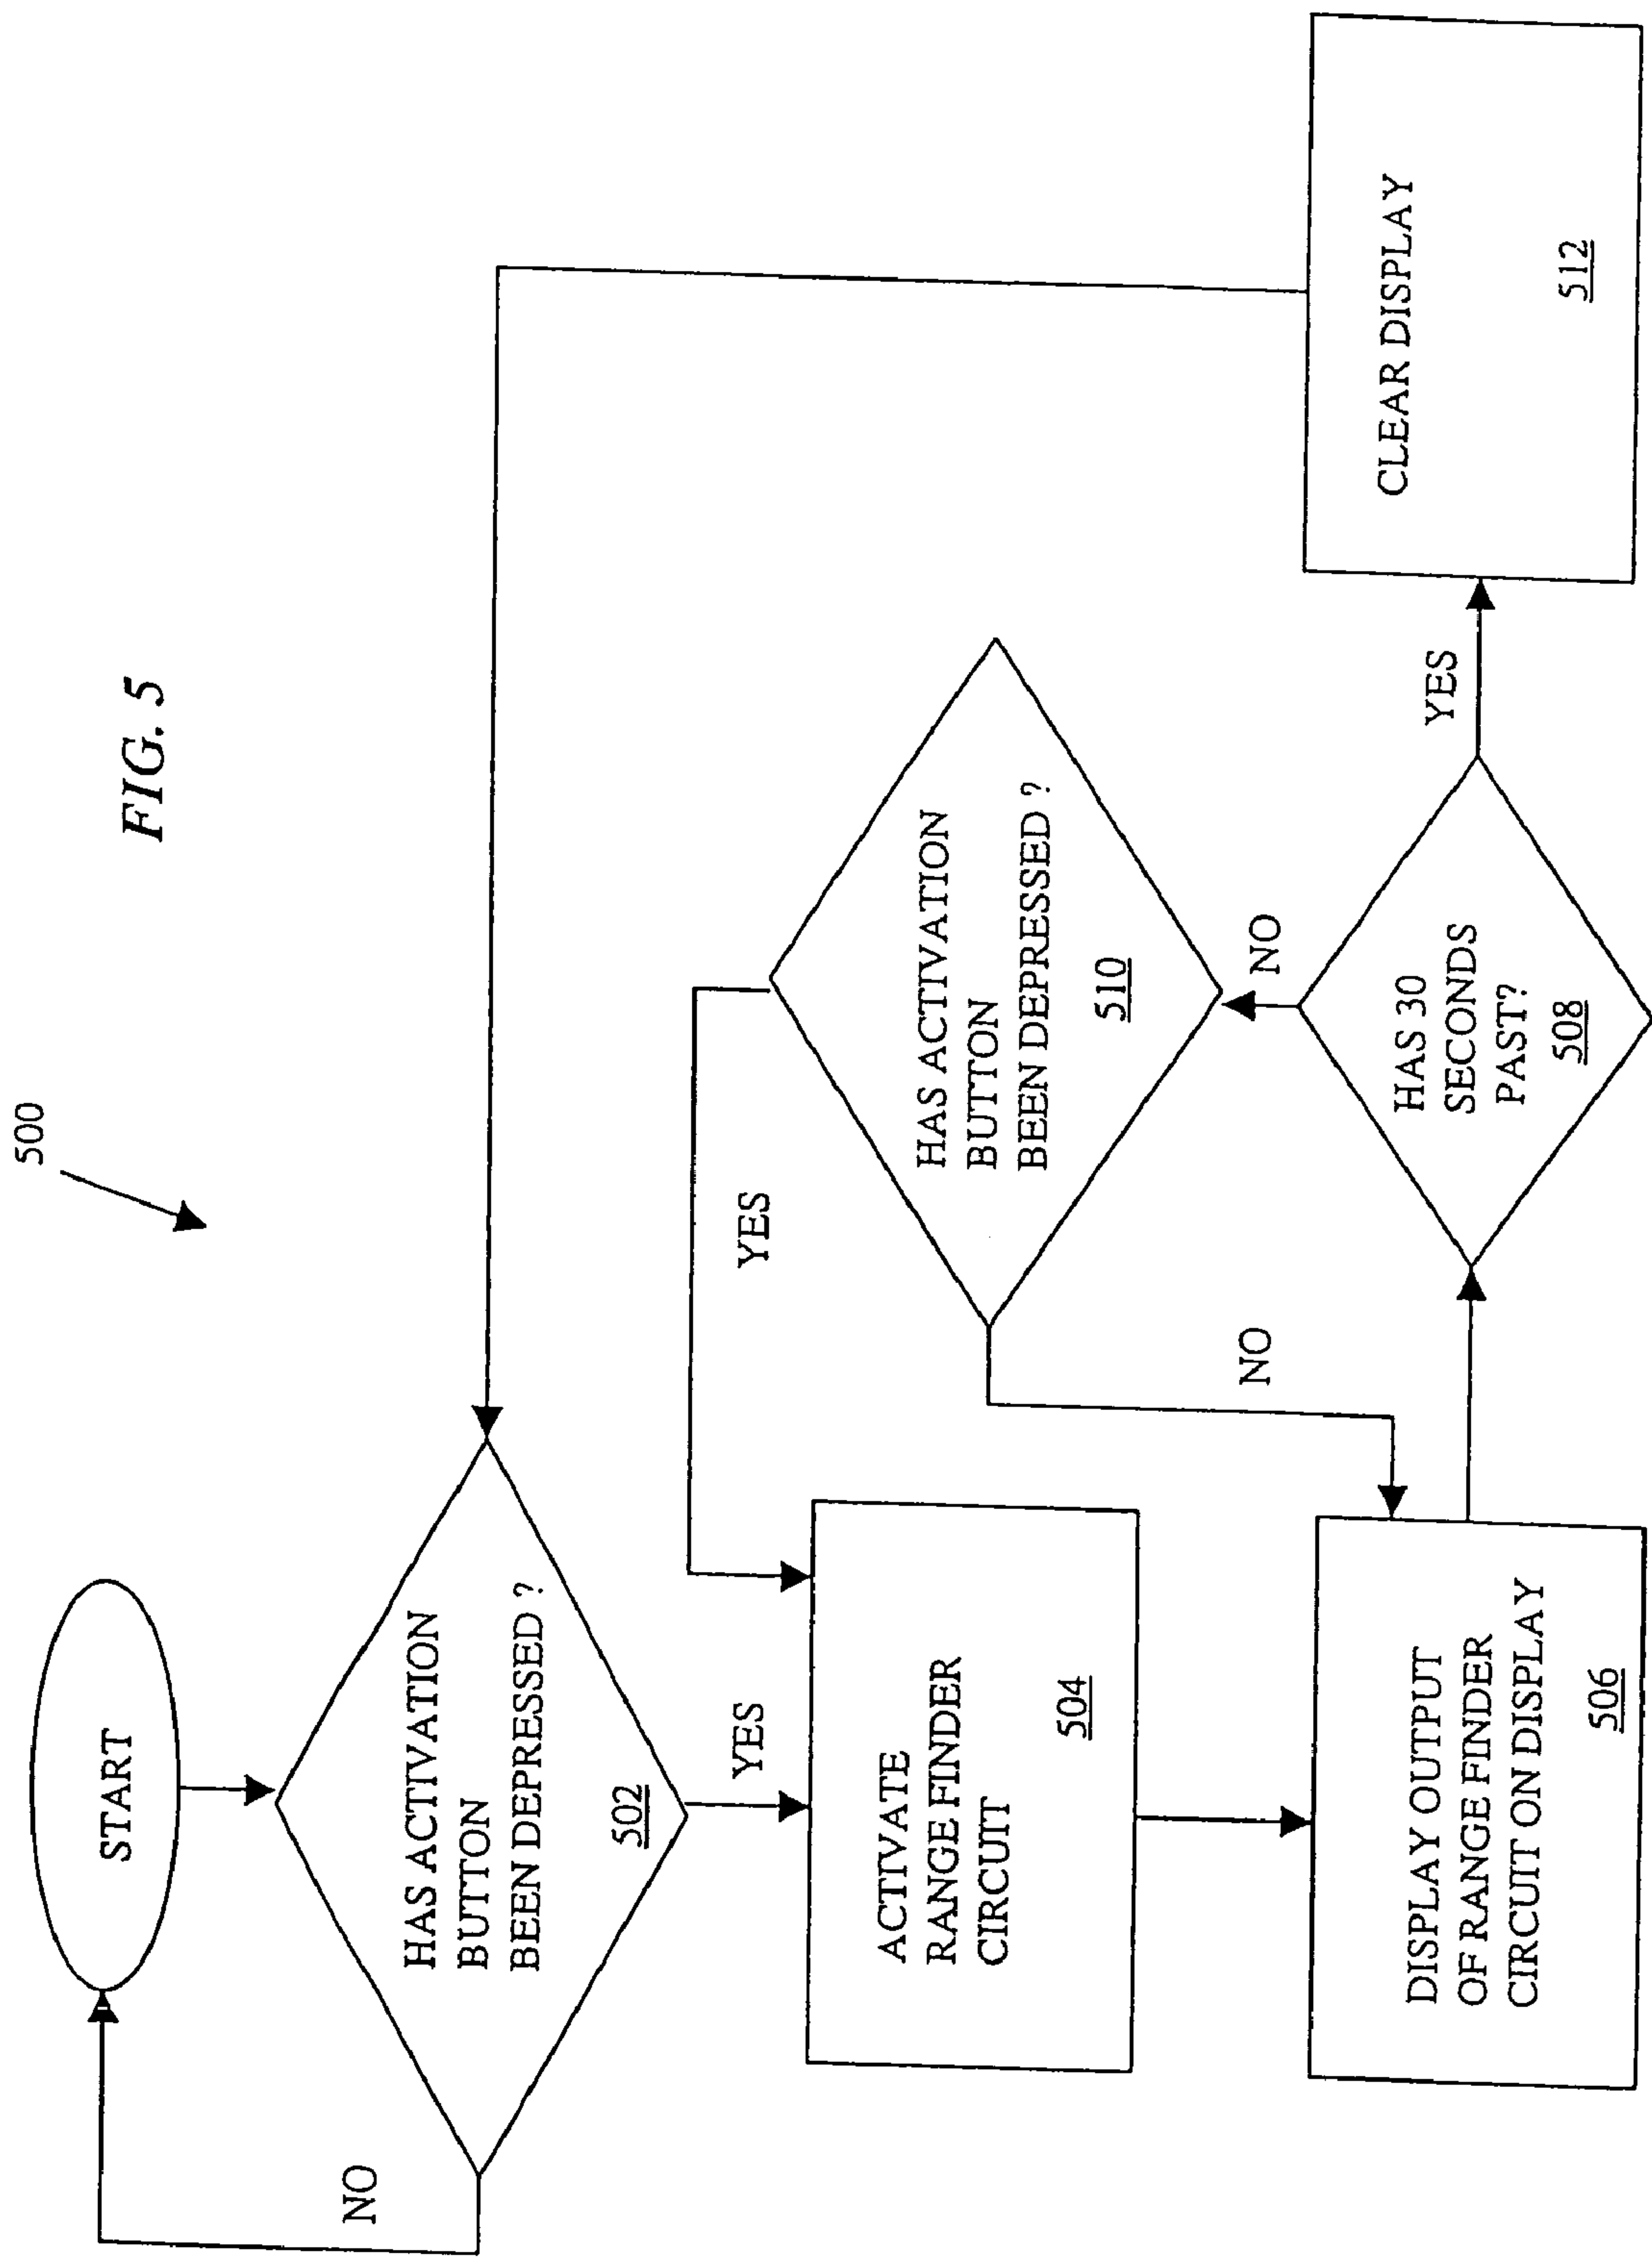 FIG. 5
500
START
HAS ACTIVATION
BUTTON
BEEN DEPRESSED ?
502
NO
YES
ACTIVATE
RANGE FINDER
CIRCUIT
504
DISPLAY OUTPUT
OF RANGE FINDER
CIRCUIT ON DISPLAY
506
HAS 30
SECONDS
PAST?
508
NO
YES
HAS ACTIVATION
BUTTON
BEEN DEPRESSED ?
510
YES
NO
CLEAR DISPLAY
512